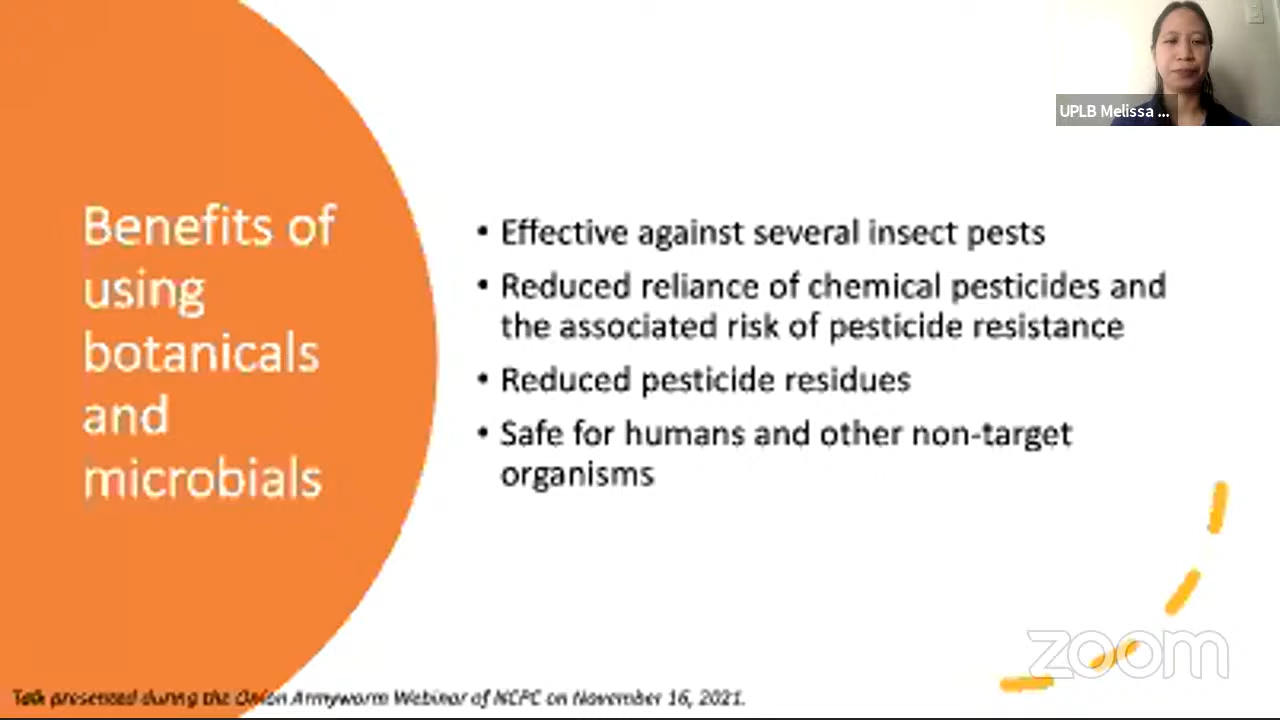 UPLB Melissa ...
Benefits of
using
botanicals
and
microbials
• Effective against several insect pests
• Reduced reliance of chemical pesticides and
the associated risk of pesticide resistance
• Reduced pesticide residues
• Safe for humans and other non-target
organisms
zoom
Talk presented during the Onion Armyworm Webinar of NCPC on November 16, 2021.